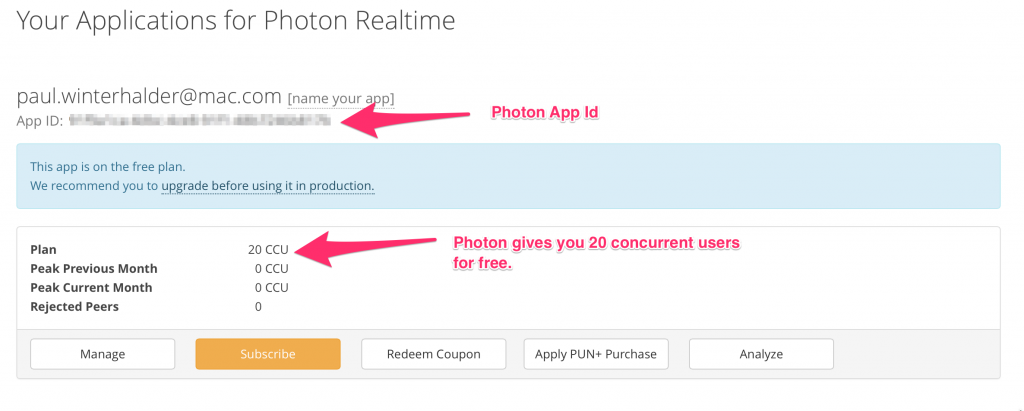 Your Applications for Photon Realtime
paul.winterhalder@mac.com [name your app]
App ID:
Photon App Id
This app is on the free plan.
We recommend you to upgrade before using it in production.
Plan 20 CCU
Photon gives you 20 concurrent users
for free.
Peak Previous Month 0 CCU
Peak Current Month 0 CCU
Rejected Peers 0
Manage Subscribe Redeem Coupon Apply PUN+ Purchase Analyze